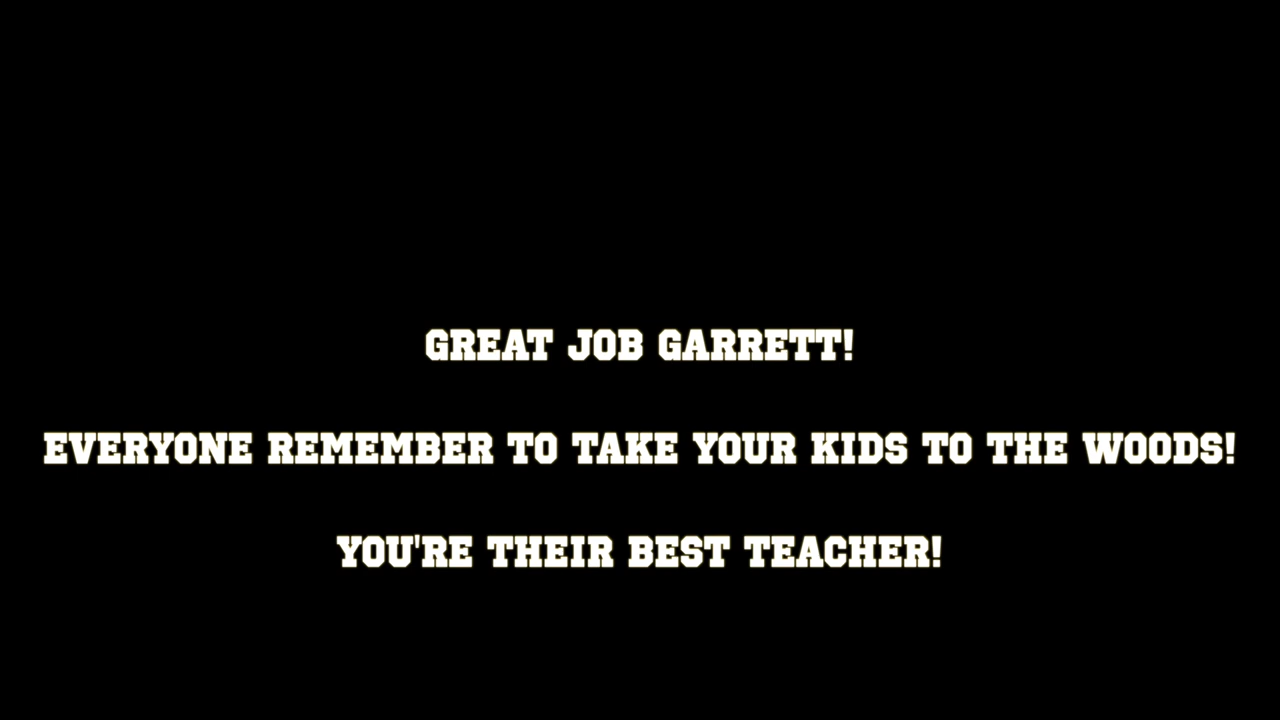 GREAT JOB GARRETT!
EVERYONE REMEMBER TO TAKE YOUR KIDS TO THE WOODS!
YOU'RE THEIR BEST TEACHER!